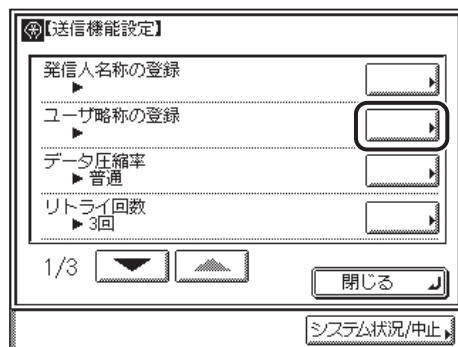 【送信機能設定】
発信人名称の登録
▶
ユーザ略称の登録
▶
データ圧縮率
▶普通
リトライ回数
▶3回
1/3
閉じる
システム状況/中止